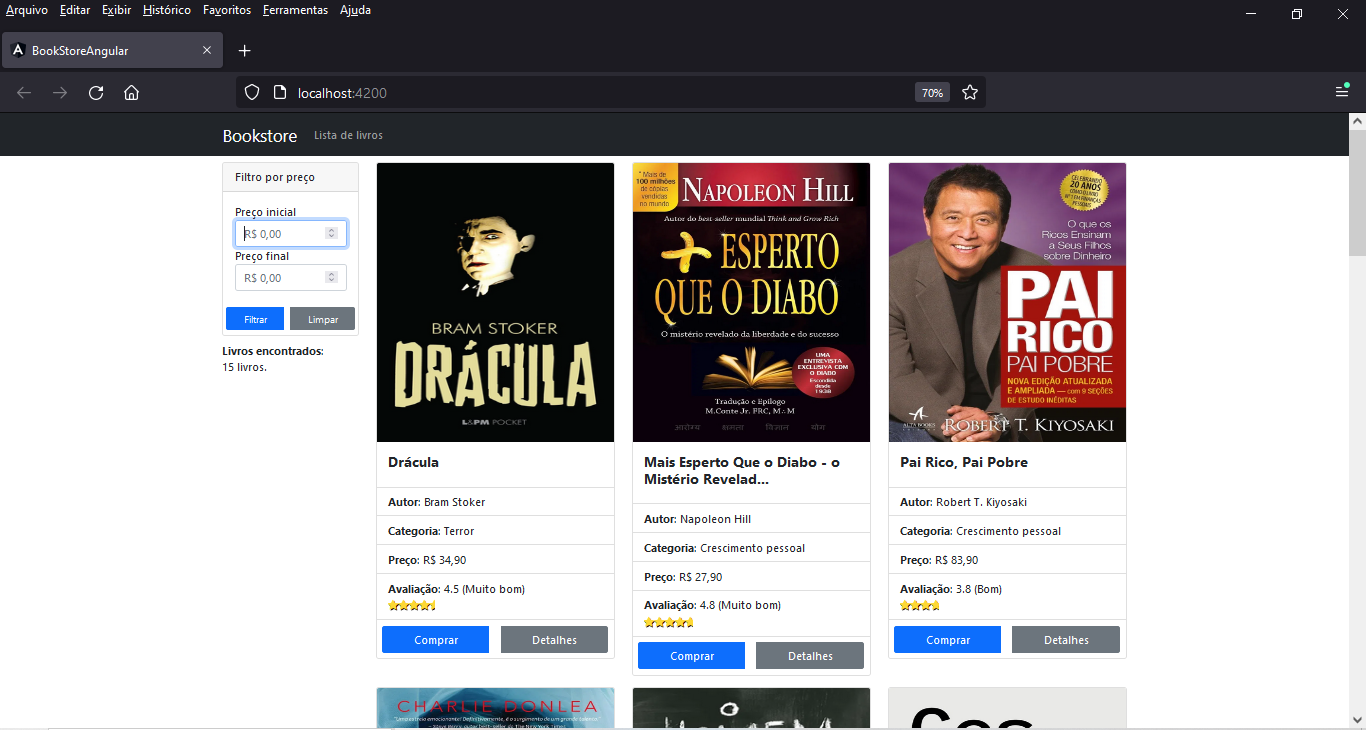 Arquivo Editar Exibir Histórico Favoritos Ferramentas Ajuda
BookStoreAngular
localhost:4200
70%
Bookstore Lista de livros
Filtro por preço
Preço inicial
R$ 0,00
Preço final
R$ 0,00
Filtrar Limpar
Livros encontrados:
15 livros.
BRAM STOKER
DRÁCULA
L&PM POCKET
Drácula
Autor: Bram Stoker
Categoria: Terror
Preço: R$ 34,90
Avaliação: 4.5 (Muito bom)
Comprar Detalhes
* Mais de
100 milhões
de cópias
vendidas
no mundo
NAPOLEON HILL
Autor do best-seller mundial Think and Grow Rich
+ ESPERTO
QUE O DIABO
O mistério revelado da liberdade e do sucesso
UMA
ENTREVISTA
EXCLUSIVA COM
O DIABO
Escondida
desde
1938
Tradução e Epílogo
M.Conte Jr. FRC, M∴M
Mais Esperto Que o Diabo - o
Mistério Revelad...
Autor: Napoleon Hill
Categoria: Crescimento pessoal
Preço: R$ 27,90
Avaliação: 4.8 (Muito bom)
Comprar Detalhes
CELEBRANDO
20 ANOS
COMO O LIVRO
Nº 1 EM FINANÇAS
PESSOAIS
O que os
Ricos Ensinam
a Seus Filhos
sobre Dinheiro
PAI
RICO
PAI POBRE
NOVA EDIÇÃO ATUALIZADA
E AMPLIADA — com 9 SEÇÕES
DE ESTUDO INÉDITAS
ALTA BOOKS
ROBERT T. KIYOSAKI
Pai Rico, Pai Pobre
Autor: Robert T. Kiyosaki
Categoria: Crescimento pessoal
Preço: R$ 83,90
Avaliação: 3.8 (Bom)
Comprar Detalhes
CHARLIE DONLEA